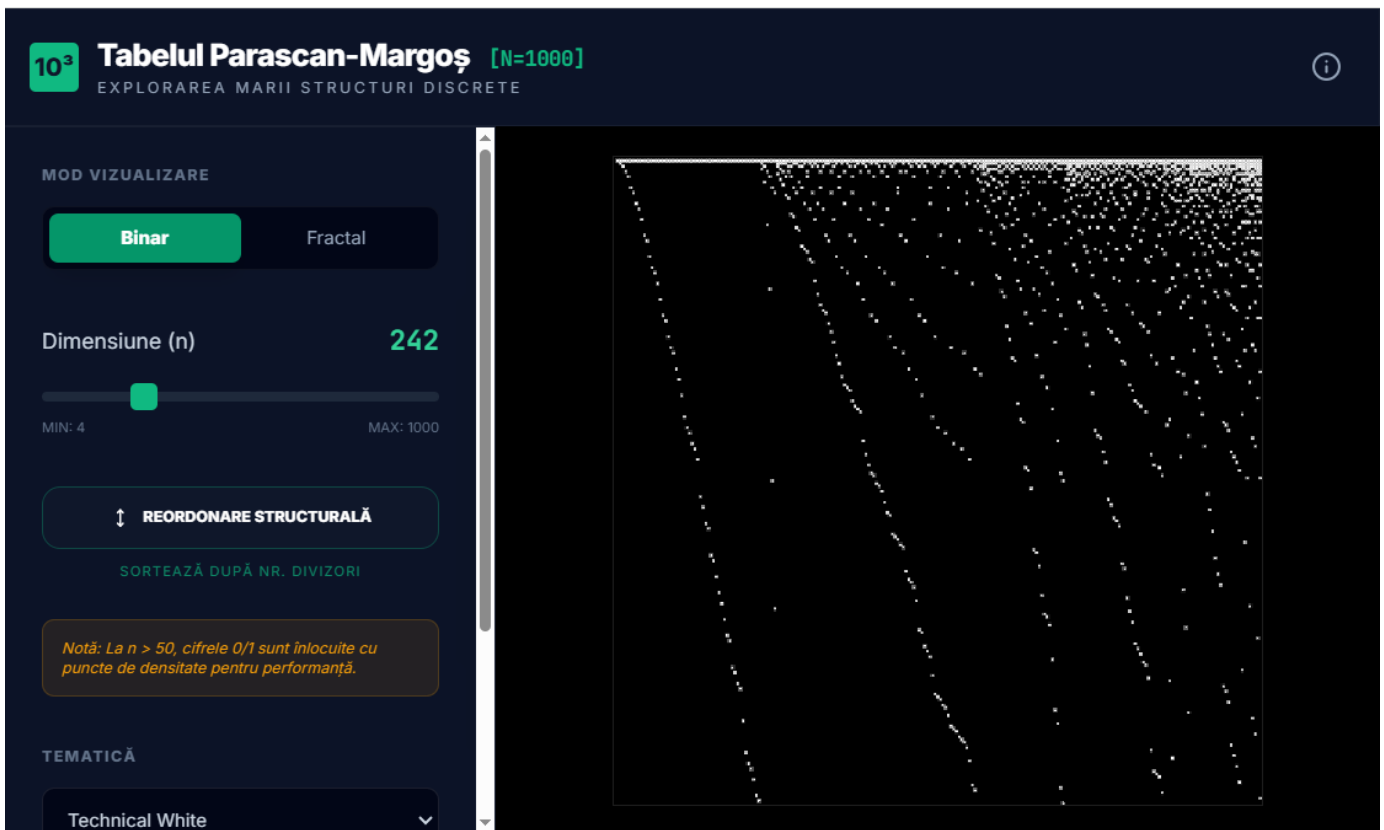 10³
Tabelul Parascan-Margoș [N=1000]
EXPLORAREA MARII STRUCTURI DISCRETE
MOD VIZUALIZARE
Binar Fractal
Dimensiune (n) 242
MIN: 4 MAX: 1000
REORDONARE STRUCTURALĂ
SORTEAZĂ DUPĂ NR. DIVIZORI
Notă: La n > 50, cifrele 0/1 sunt înlocuite cu
puncte de densitate pentru performanță.
TEMATICĂ
Technical White